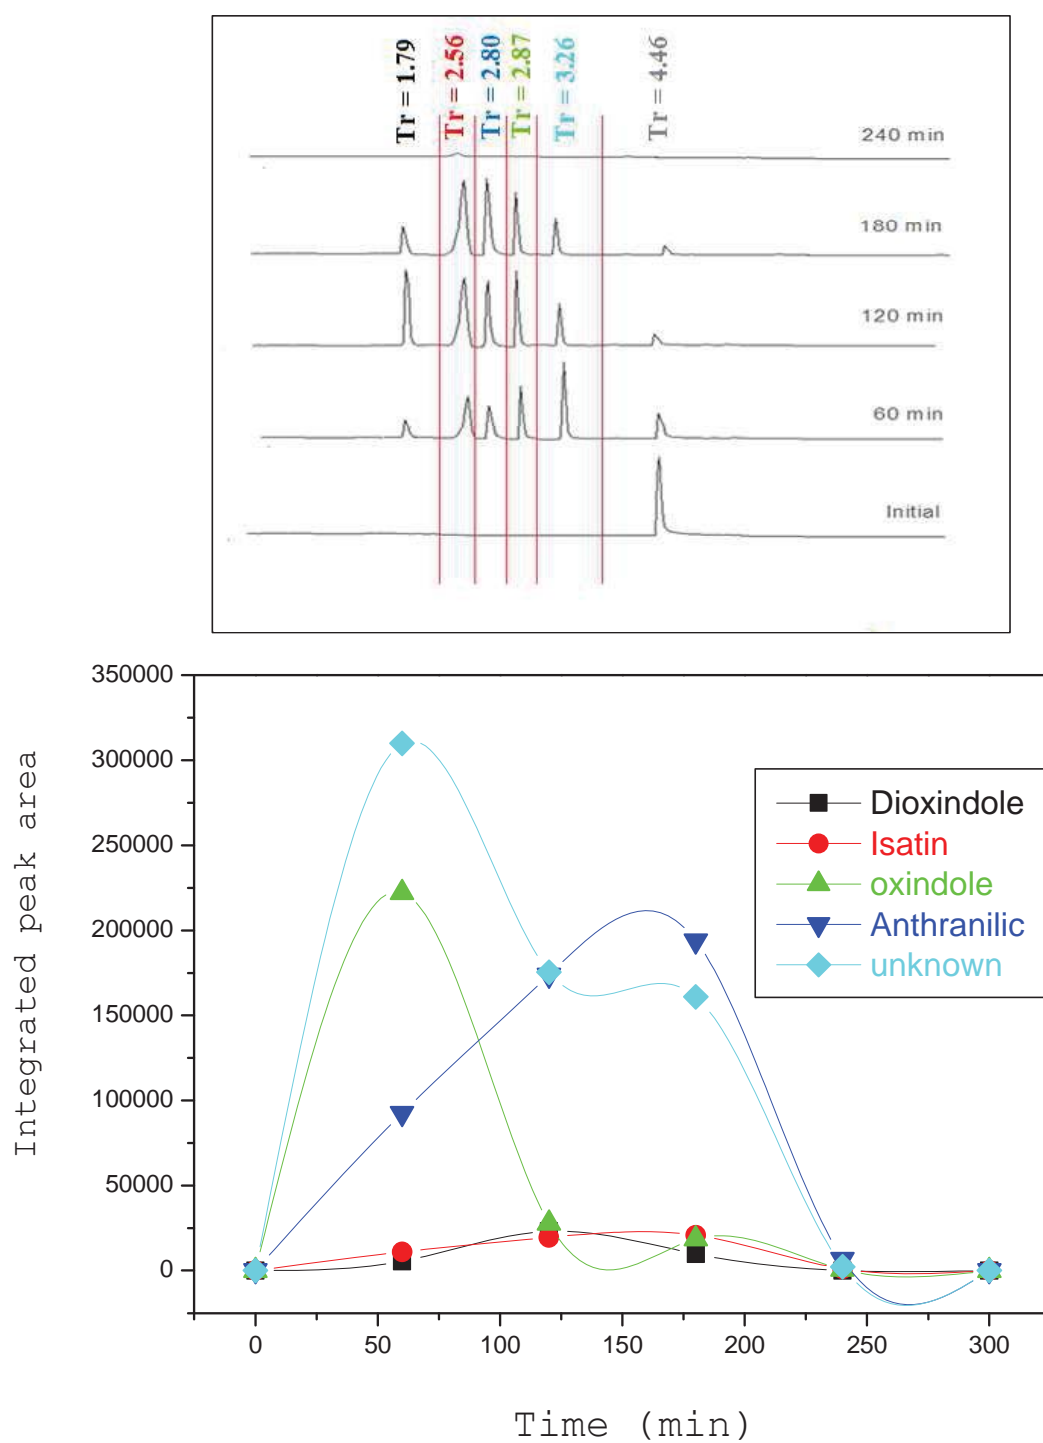 Tr = 1.79
Tr = 2.56
Tr = 2.80
Tr = 2.87
Tr = 3.26
Tr = 4.46
240 min
180 min
120 min
60 min
Initial
350000
300000
250000
200000
150000
100000
50000
0
Integrated peak area
Dioxindole
Isatin
oxindole
Anthranilic
unknown
0 50 100 150 200 250 300
Time (min)